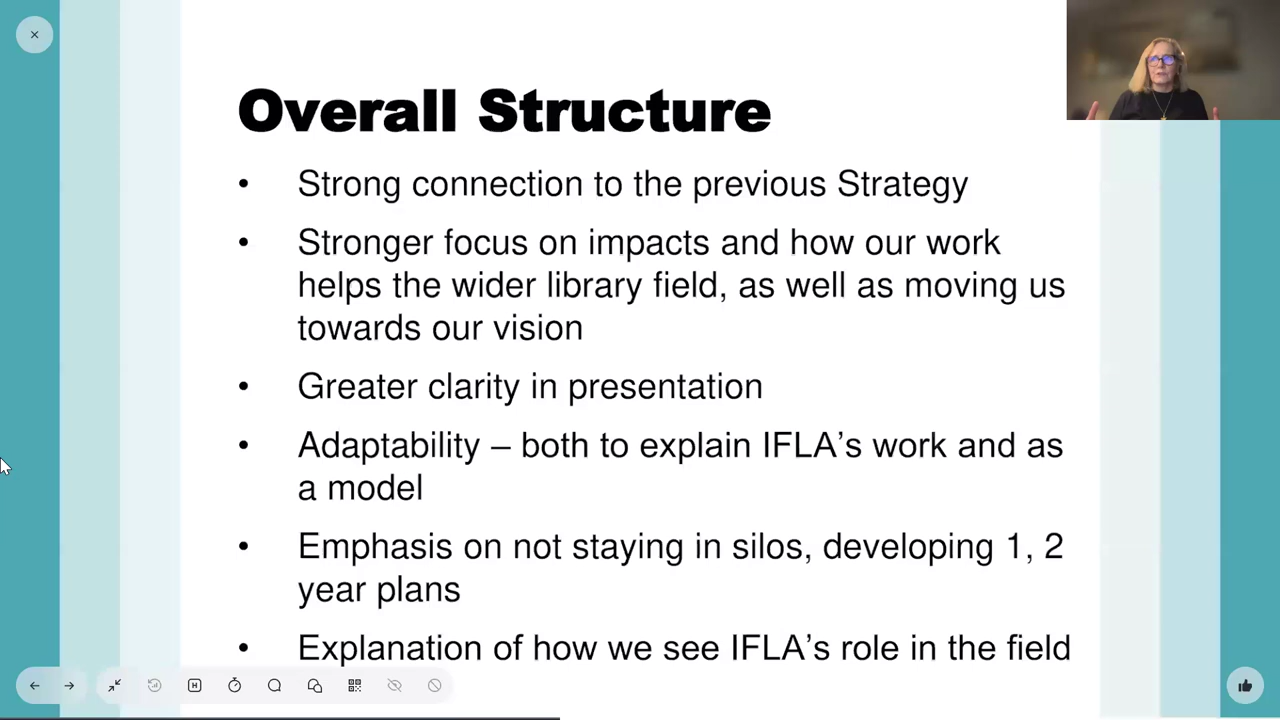 Overall Structure
• Strong connection to the previous Strategy
• Stronger focus on impacts and how our work
helps the wider library field, as well as moving us
towards our vision
• Greater clarity in presentation
• Adaptability – both to explain IFLA’s work and as
a model
• Emphasis on not staying in silos, developing 1, 2
year plans
• Explanation of how we see IFLA’s role in the field
H